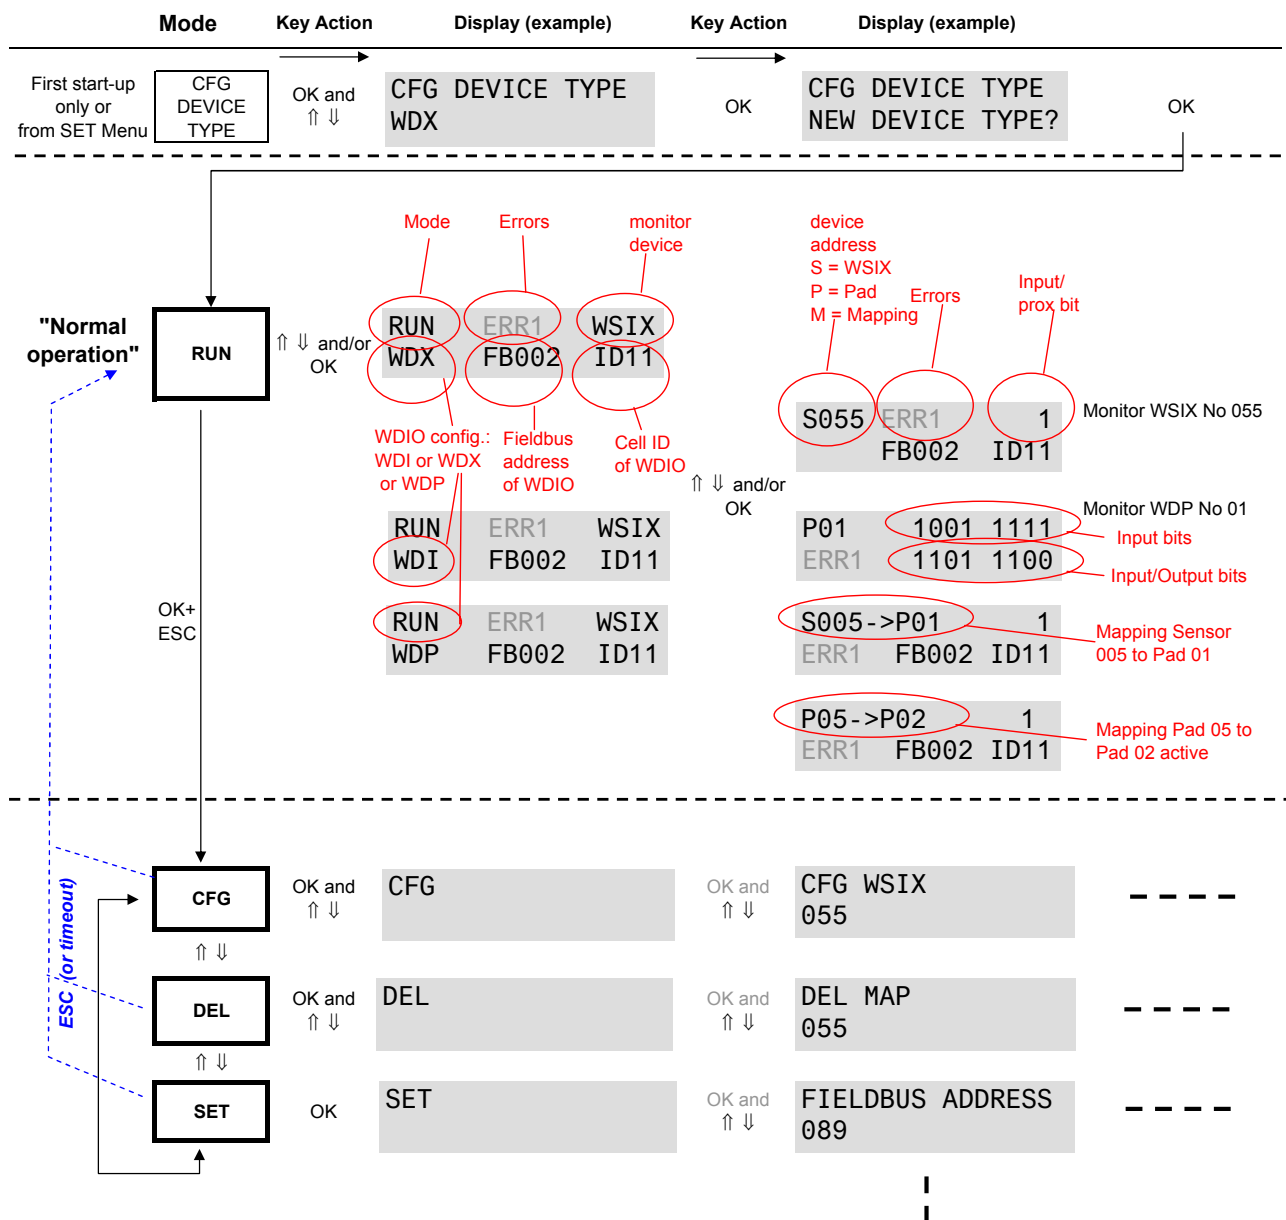 Mode Key Action Display (example) Key Action Display (example)
First start-up
only or
from SET Menu
CFG
DEVICE
TYPE
OK and
⇑ ⇓
CFG DEVICE TYPE
WDX
OK
CFG DEVICE TYPE
NEW DEVICE TYPE?
OK
Mode
Errors
monitor
device
device
address
S = WSIX
P = Pad
M = Mapping
Errors
Input/
prox bit
"Normal
operation"
RUN
⇑ ⇓ and/or
OK
RUN ERR1 WSIX
WDX FB002 ID11
WDIO config.:
WDI or WDX
or WDP
Fieldbus
address
of WDIO
Cell ID
of WDIO
⇑ ⇓ and/or
OK
S055 ERR1 1
FB002 ID11
Monitor WSIX No 055
RUN ERR1 WSIX
WDI FB002 ID11
P01 1001 1111
ERR1 1101 1100
Monitor WDP No 01
Input bits
Input/Output bits
OK+
ESC
RUN ERR1 WSIX
WDP FB002 ID11
S005->P01 1
ERR1 FB002 ID11
Mapping Sensor
005 to Pad 01
P05->P02 1
ERR1 FB002 ID11
Mapping Pad 05 to
Pad 02 active
ESC (or timeout)
CFG
OK and
⇑ ⇓
CFG
OK and
⇑ ⇓
CFG WSIX
055
⇑ ⇓
DEL
OK and
⇑ ⇓
DEL
OK and
⇑ ⇓
DEL MAP
055
⇑ ⇓
SET
OK
SET
OK and
⇑ ⇓
FIELDBUS ADDRESS
089